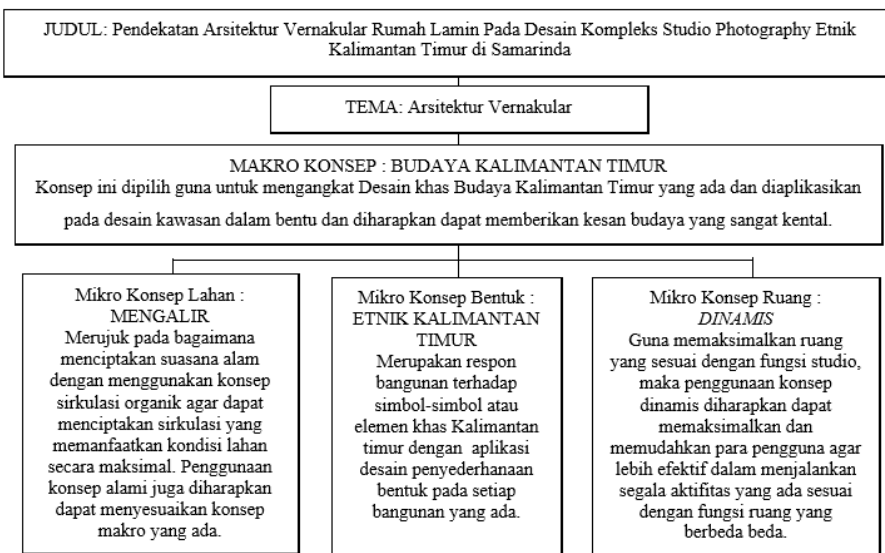 JUDUL: Pendekatan Arsitektur Vernakular Rumah Lamin Pada Desain Kompleks Studio Photography Etnik
Kalimantan Timur di Samarinda
TEMA: Arsitektur Vernakular
MAKRO KONSEP : BUDAYA KALIMANTAN TIMUR
Konsep ini dipilih guna untuk mengangkat Desain khas Budaya Kalimantan Timur yang ada dan diaplikasikan
pada desain kawasan dalam bentu dan diharapkan dapat memberikan kesan budaya yang sangat kental.
Mikro Konsep Lahan :
MENGALIR
Merujuk pada bagaimana
menciptakan suasana alam
dengan menggunakan konsep
sirkulasi organik agar dapat
menciptakan sirkulasi yang
memanfaatkan kondisi lahan
secara maksimal. Penggunaan
konsep alami juga diharapkan
dapat menyesuaikan konsep
makro yang ada.
Mikro Konsep Bentuk :
ETNIK KALIMANTAN
TIMUR
Merupakan respon
bangunan terhadap
simbol-simbol atau
elemen khas Kalimantan
timur dengan aplikasi
desain penyederhanaan
bentuk pada setiap
bangunan yang ada.
Mikro Konsep Ruang :
DINAMIS
Guna memaksimalkan ruang
yang sesuai dengan fungsi studio,
maka penggunaan konsep
dinamis diharapkan dapat
memaksimalkan dan
memudahkan para pengguna agar
lebih efektif dalam menjalankan
segala aktifitas yang ada sesuai
dengan fungsi ruang yang
berbeda beda.